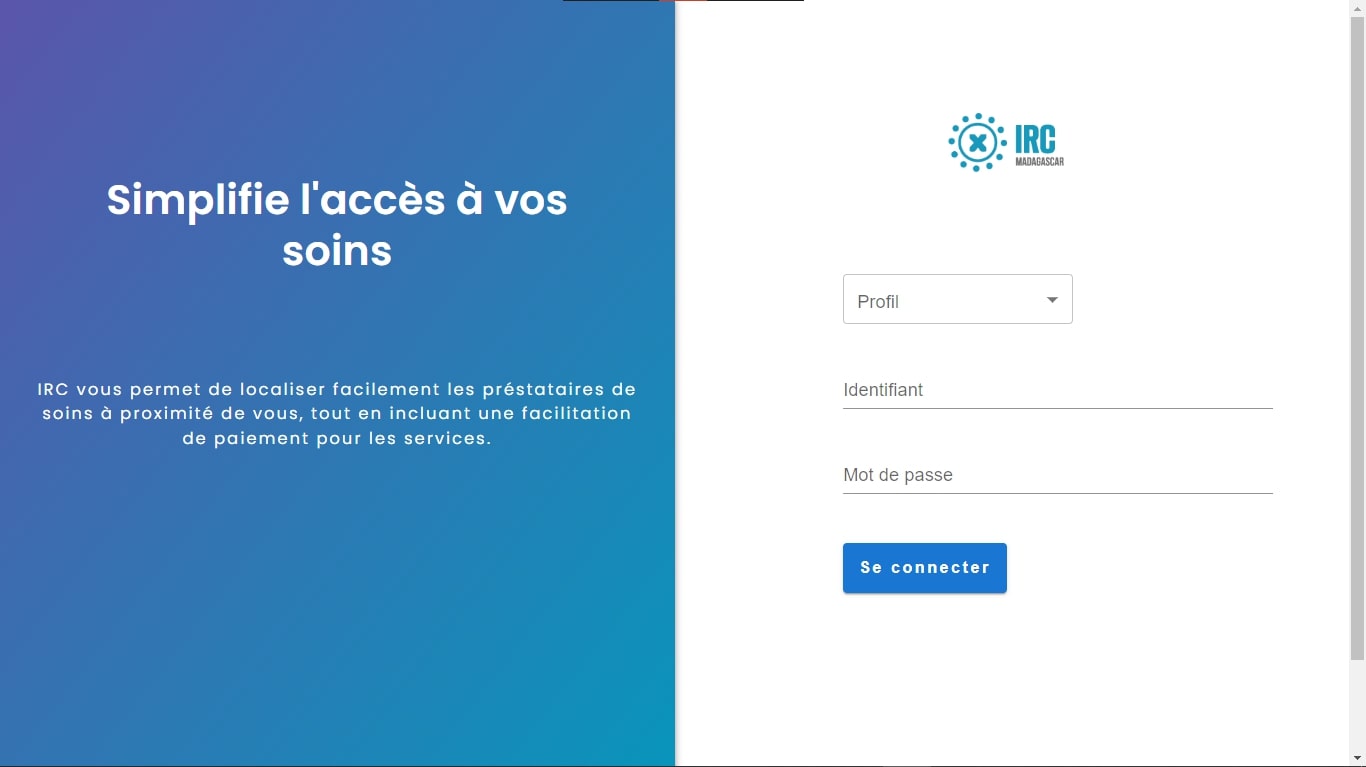 Simplifie l'accès à vos
soins
IRC vous permet de localiser facilement les préstataires de
soins à proximité de vous, tout en incluant une facilitation
de paiement pour les services.
IRC
MADAGASCAR
Profil
Identifiant
Mot de passe
Se connecter